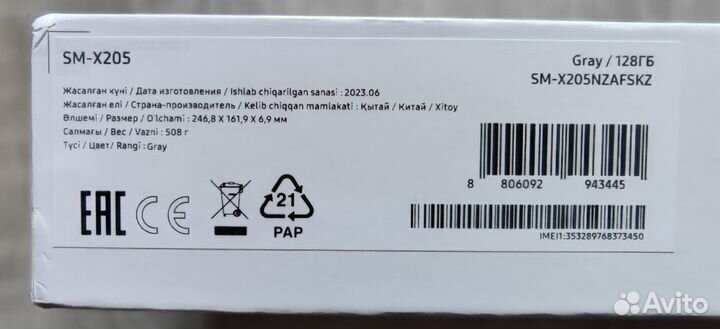 SM-X205
Gray / 128ГБ
SM-X205NZAFSKZ
Жасалған күні / Дата изготовления / Ishlab chiqarilgan sanasi : 2023.06
Жасалған елі / Страна-производитель / Kelib chiqqan mamlakati : Қытай / Китай / Xitoy
Өлшемі / Размер / O'lchami : 246,8 X 161,9 X 6,9 мм
Салмағы / Вес / Vazni : 508 г
Түсі / Цвет/ Rangi : Gray
8 806092 943445
EAC CE
21
PAP
IMEI1:353289768373450
Avito